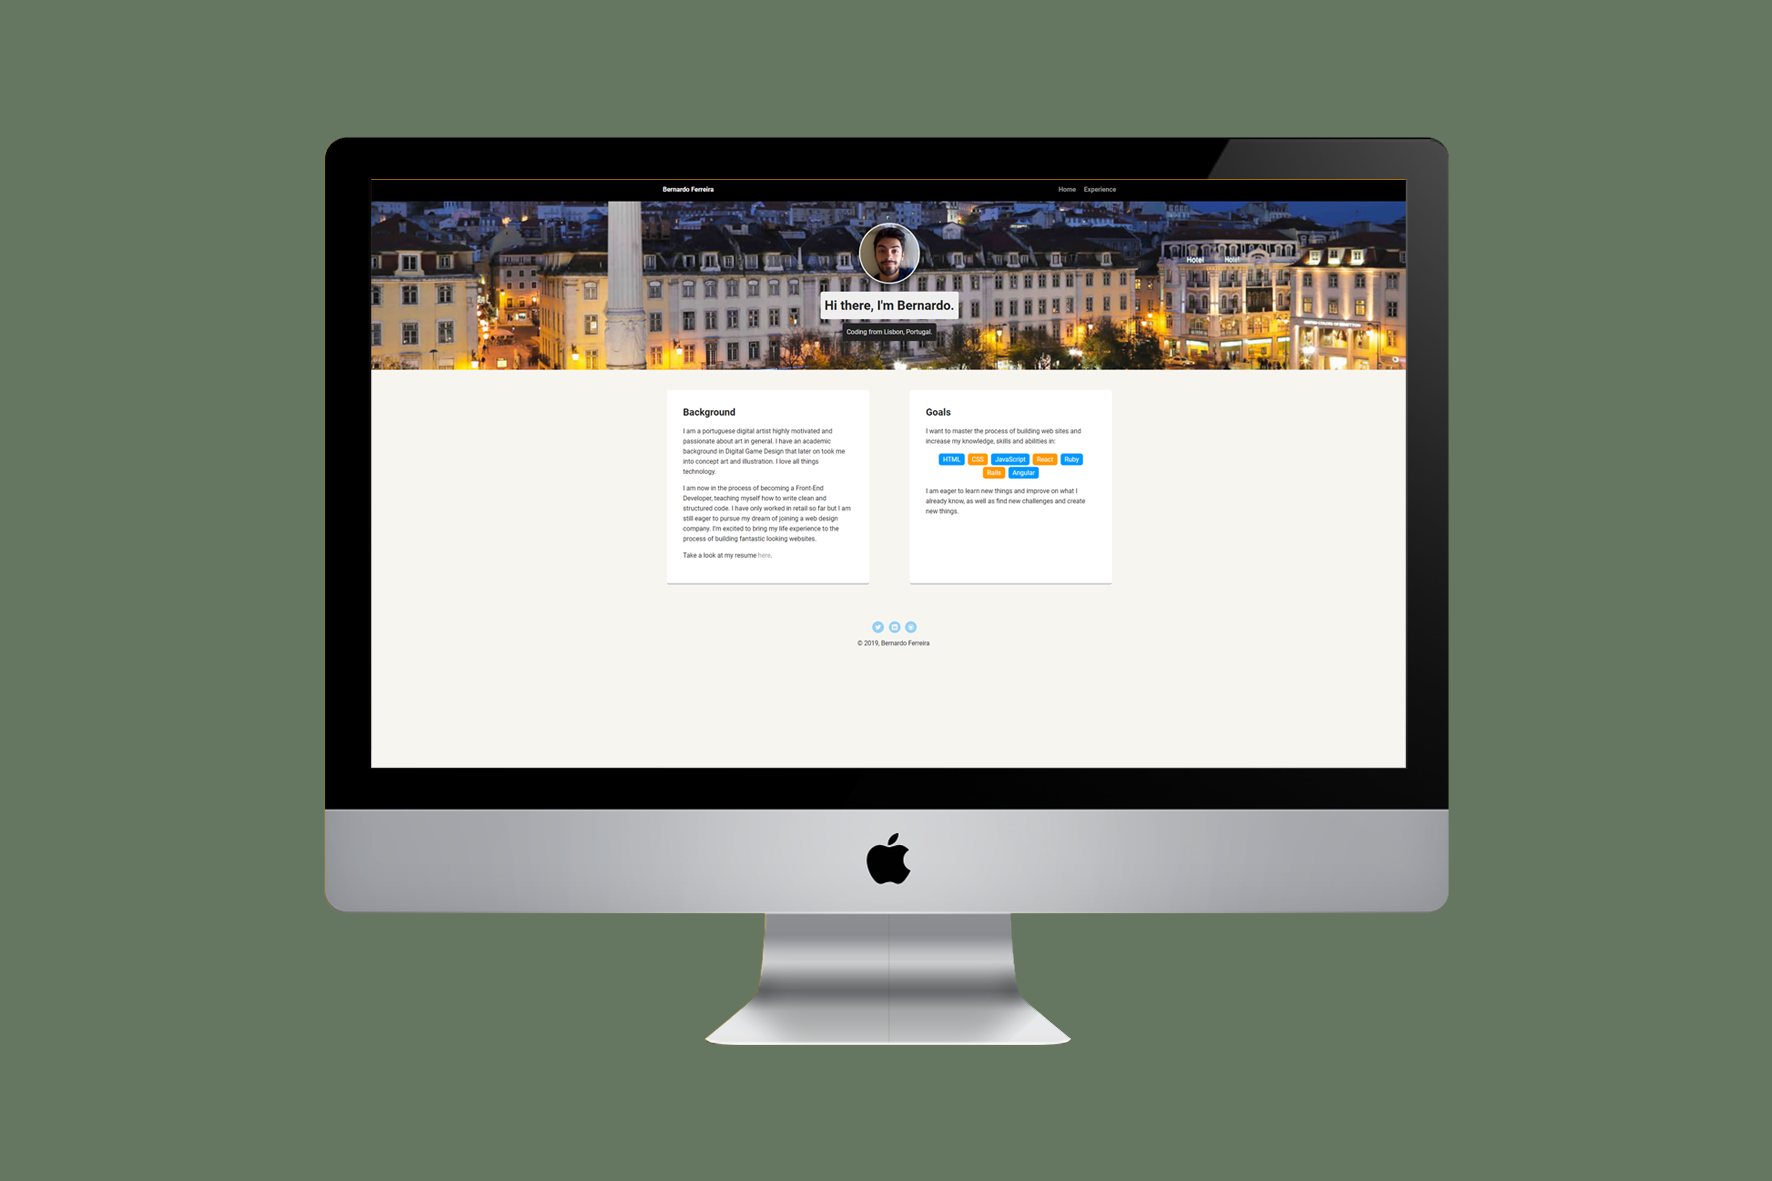 Bernardo Ferreira
Home Experience
Hotel Hotel
Hi there, I'm Bernardo.
Coding from Lisbon, Portugal.
Background
I am a portuguese digital artist highly motivated and
passionate about art in general. I have an academic
background in Digital Game Design that later on took me
into concept art and illustration. I love all things
technology.
I am now in the process of becoming a Front-End
Developer, teaching myself how to write clean and
structured code. I have only worked in retail so far but I am
still eager to pursue my dream of joining a web design
company. I'm excited to bring my life experience to the
process of building fantastic looking websites.
Take a look at my resume here.
Goals
I want to master the process of building web sites and
increase my knowledge, skills and abilities in:
HTML CSS JavaScript React Ruby
Rails Angular
I am eager to learn new things and improve on what I
already know, as well as find new challenges and create
new things.
© 2019, Bernardo Ferreira